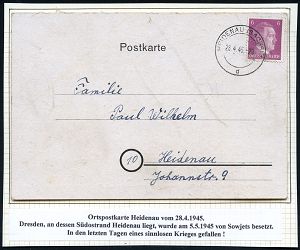 Postkarte
6
Familie
Paul Wilhelm
10
Heidenau
Johannstr. 9
Ortspostkarte Heidenau vom 28.4.1945.
Dresden, an dessen Südostrand Heidenau liegt, wurde am 5.5.1945 von Sowjets besetzt.
In den letzten Tagen eines sinnlosen Krieges gefallen !